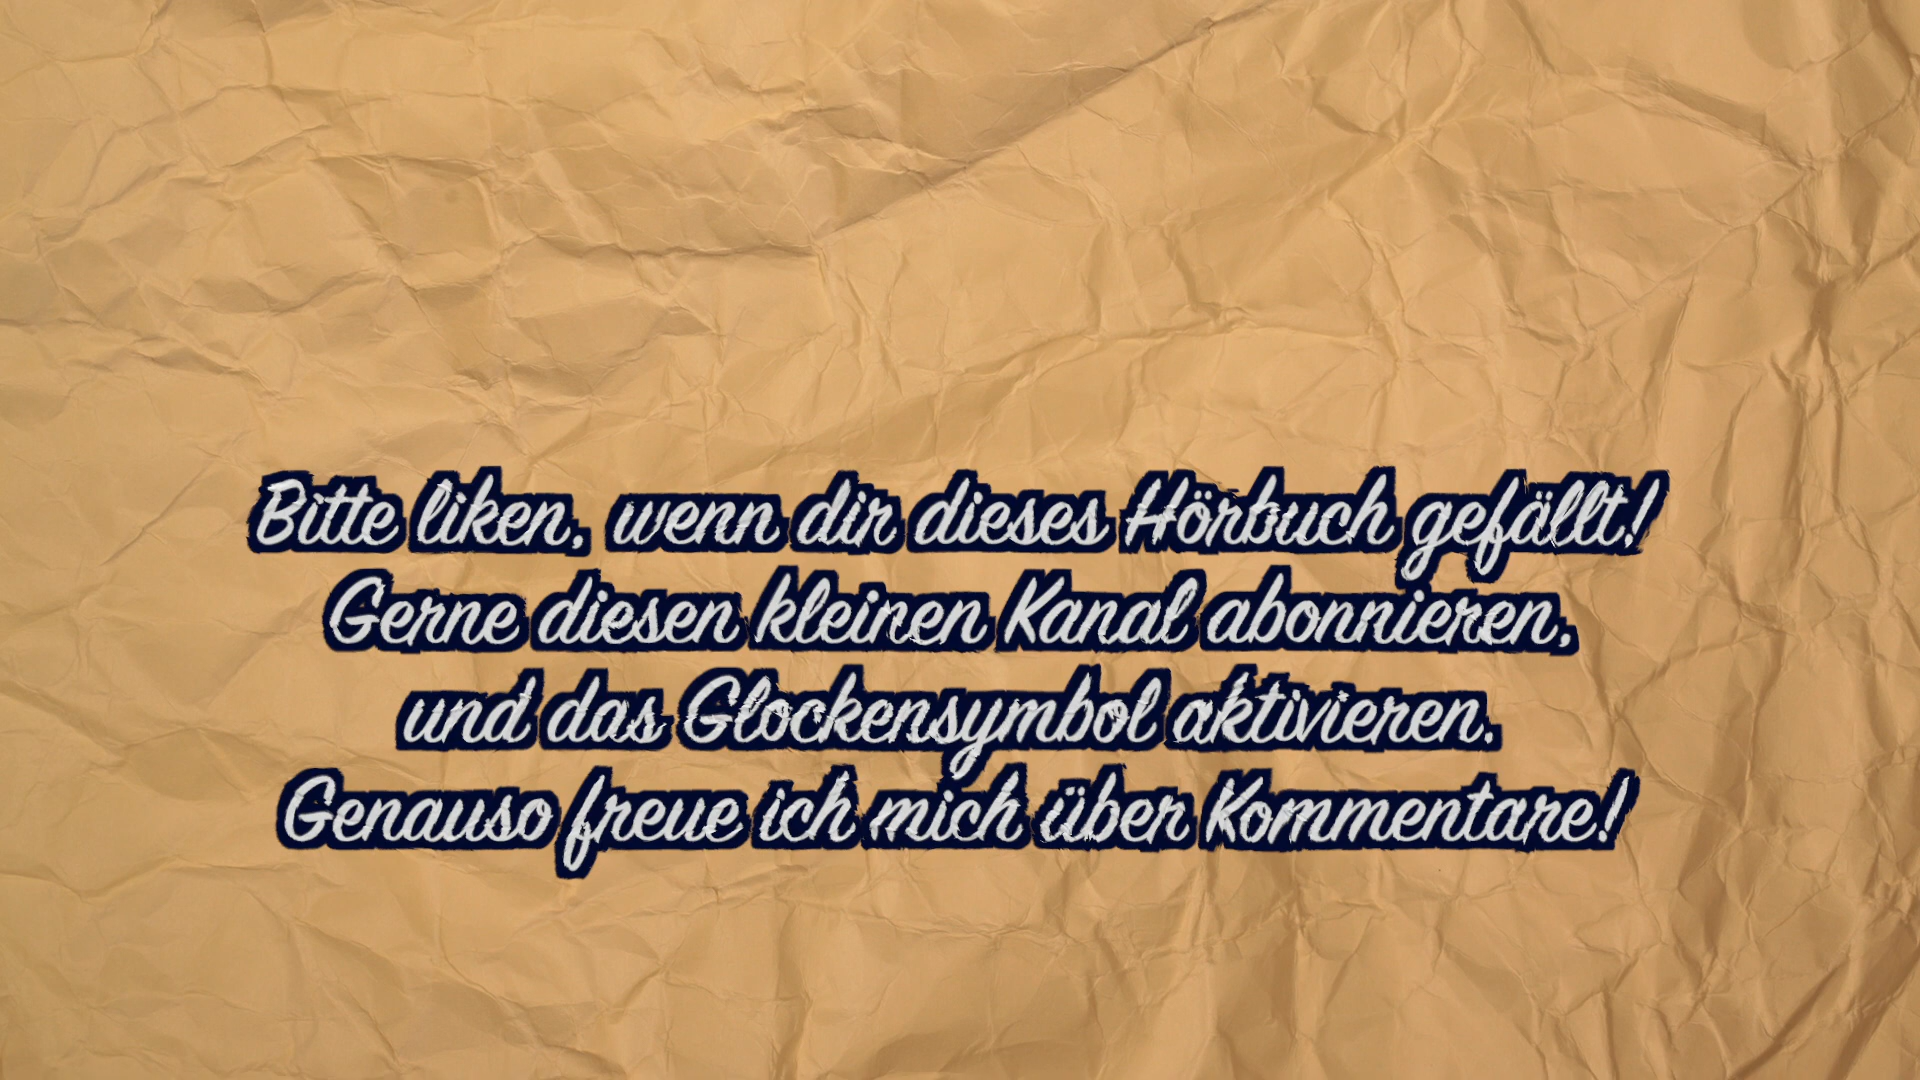 Bitte liken, wenn dir dieses Hörbuch gefällt!
Gerne diesen kleinen Kanal abonnieren,
und das Glockensymbol aktivieren.
Genauso freue ich mich über Kommentare!